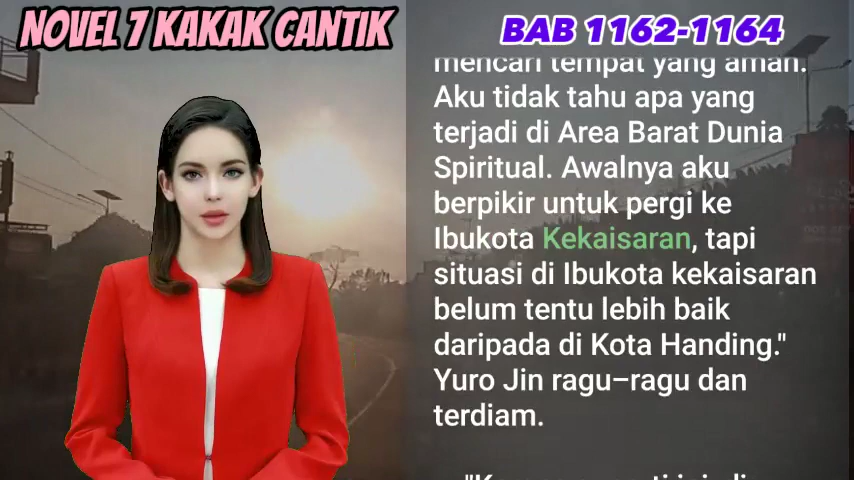 NOVEL 7 KAKAK CANTIK
BAB 1162-1164
mencari tempat yang aman.
Aku tidak tahu apa yang
terjadi di Area Barat Dunia
Spiritual. Awalnya aku
berpikir untuk pergi ke
Ibukota Kekaisaran, tapi
situasi di Ibukota kekaisaran
belum tentu lebih baik
daripada di Kota Handing."
Yuro Jin ragu–ragu dan
terdiam.